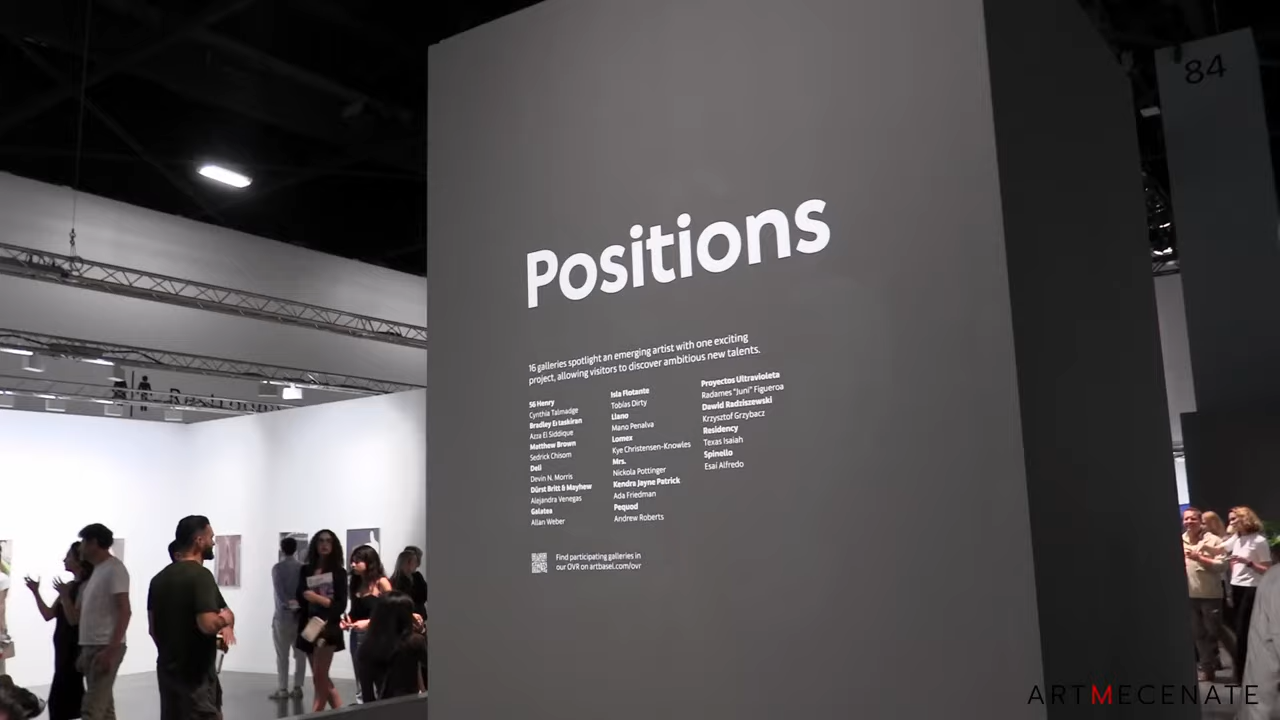 84
Positions
16 galleries spotlight an emerging artist with one exciting
project, allowing visitors to discover ambitious new talents.
56 Henry
Cynthia Talmadge
Bradley Ertaskiran
Azza El Siddique
Matthew Brown
Sedrick Chisom
Deli
Devin N. Morris
Dürst Britt & Mayhew
Alejandra Venegas
Galatea
Allan Weber
Isla Flotante
Tobias Dirty
Llano
Mano Penalva
Lomex
Kye Christensen-Knowles
Mrs.
Nickola Pottinger
Kendra Jayne Patrick
Ada Friedman
Pequod
Andrew Roberts
Proyectos Ultravioleta
Radames "Juni" Figueroa
Dawid Radziszewski
Krzysztof Grzybacz
Residency
Texas Isaiah
Spinello
Esaí Alfredo
Find participating galleries in
our OVR on artbasel.com/ovr
ARTMECENATE